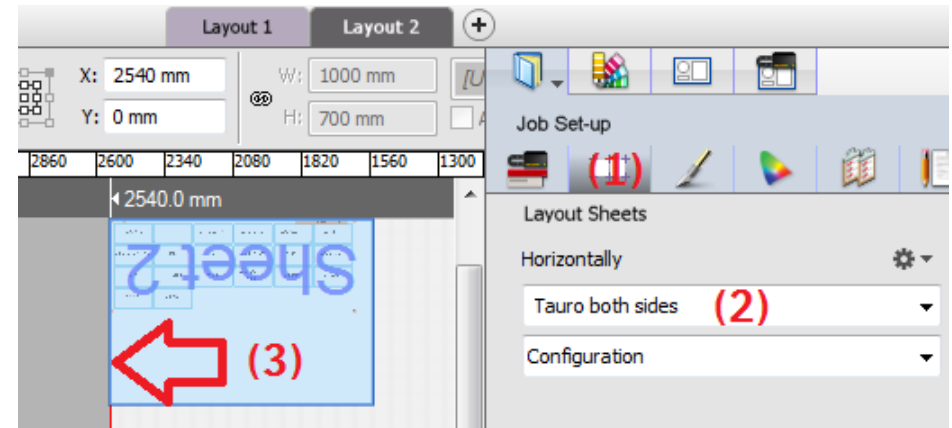 Layout 1 Layout 2
X: 2540 mm W: 1000 mm [U
Y: 0 mm H: 700 mm A
2860 2600 2340 2080 1820 1560 1300
2540.0 mm
Sheet 2
(3)
Job Set-up
(1)
Layout Sheets
Horizontally
Tauro both sides (2)
Configuration